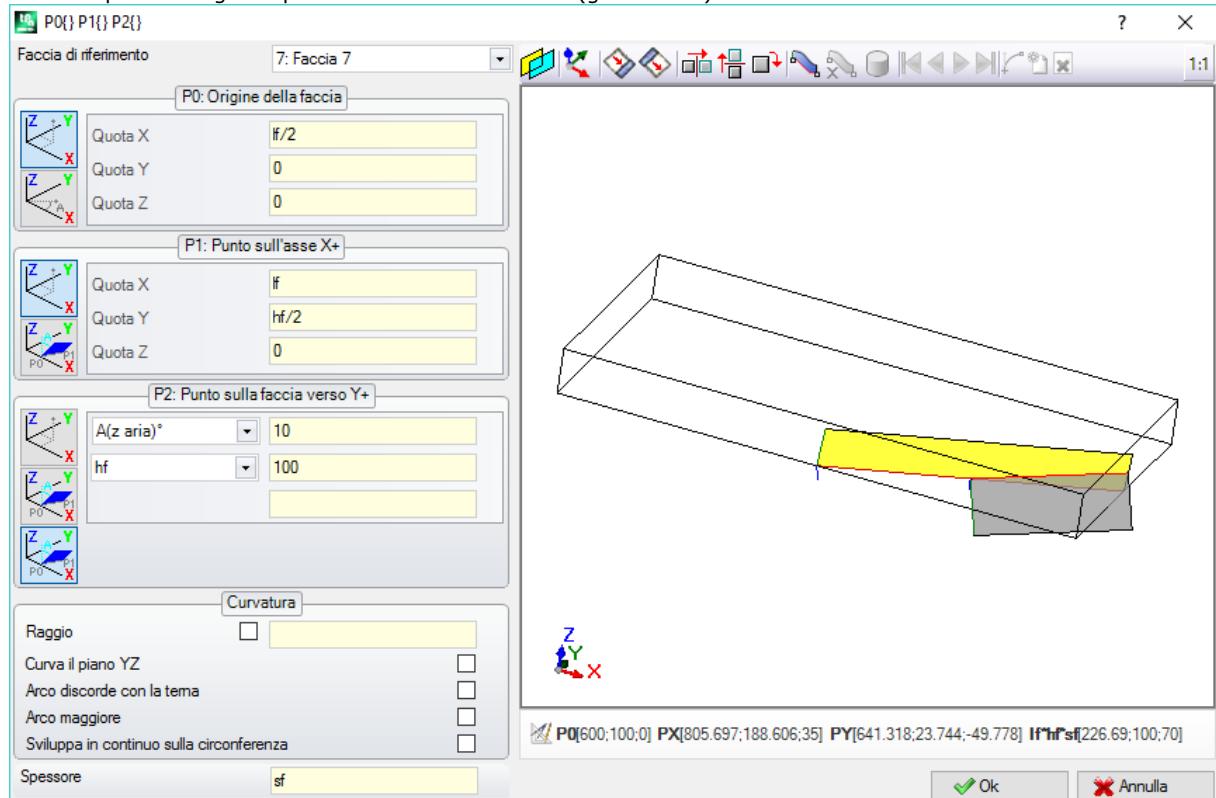 P0{} P1{} P2{}
? X
Faccia di riferimento 7: Faccia 7
1:1
P0: Origine della faccia
Quota X lf/2
Quota Y 0
Quota Z 0
P1: Punto sull'asse X+
Quota X lf
Quota Y hf/2
Quota Z 0
P2: Punto sulla faccia verso Y+
A(z aria)° 10
hf 100
Curvatura
Raggio
Curva il piano YZ
Arco discorde con la terna
Arco maggiore
Sviluppa in continuo sulla circonferenza
Spessore sf
Z
Y
X
P0[600;100;0] PX[805.697;188.606;35] PY[641.318;23.744;-49.778] lf*hf*sf[226.69;100;70]
Ok Annulla